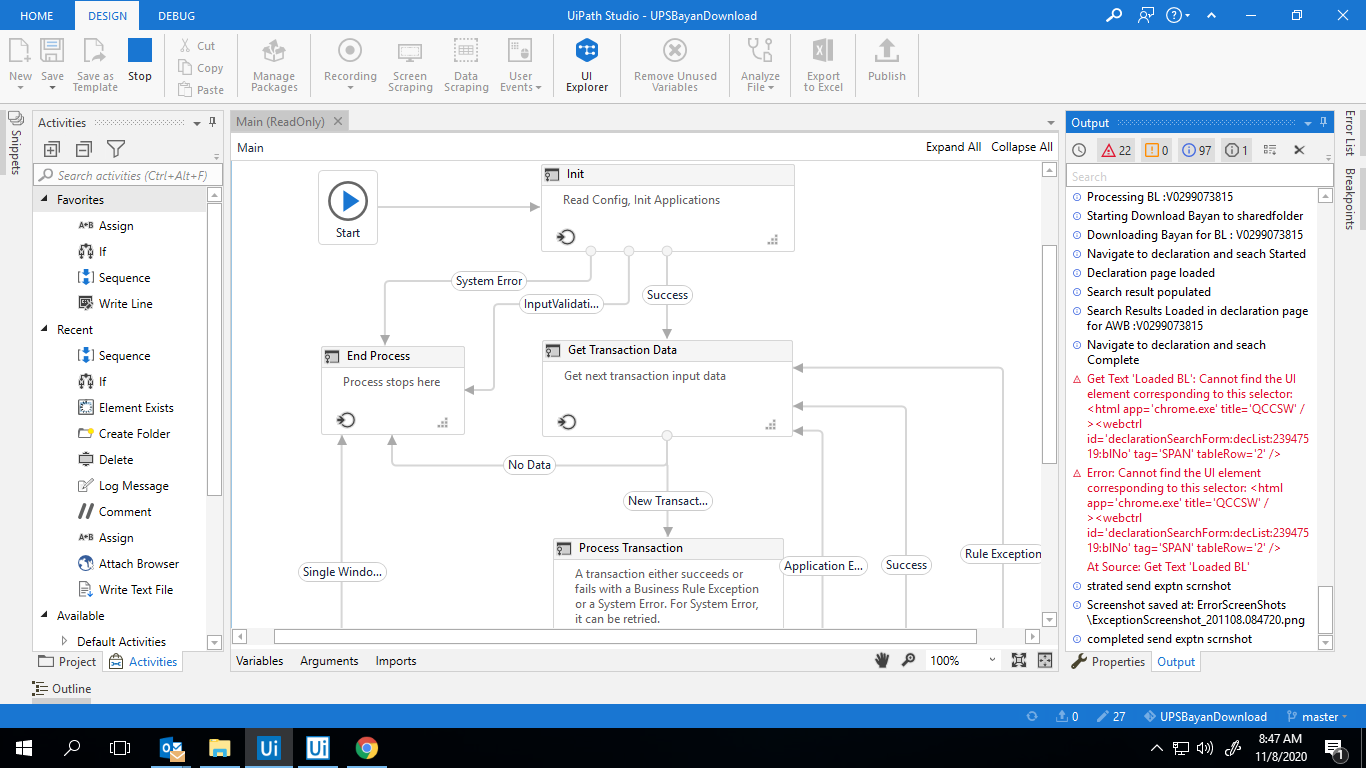 HOME
DESIGN
DEBUG
UiPath Studio - UPSBayanDownload
New
Save
Save as Template
Stop
Cut
Copy
Paste
Manage Packages
Recording
Screen Scraping
Data Scraping
User Events
UI Explorer
Remove Unused Variables
Analyze File
Export to Excel
Publish
Snippets
Activities
Search activities (Ctrl+Alt+F)
Favorites
Assign
If
Sequence
Write Line
Recent
Sequence
If
Element Exists
Create Folder
Delete
Log Message
Comment
Assign
Attach Browser
Write Text File
Available
Default Activities
Project
Activities
Outline
Main (ReadOnly)
Main
Expand All
Collapse All
Start
Init
Read Config, Init Applications
System Error
InputValidati...
Success
End Process
Process stops here
Get Transaction Data
Get next transaction input data
No Data
New Transact...
Process Transaction
A transaction either succeeds or
fails with a Business Rule Exception
or a System Error. For System Error,
it can be retried.
Single Windo...
Application E...
Success
Rule Exception
Variables
Arguments
Imports
100%
Output
22
0
97
1
Search
Processing BL :V0299073815
Starting Download Bayan to sharedfolder
Downloading Bayan for BL : V0299073815
Navigate to declaration and seach Started
Declaration page loaded
Search result populated
Search Results Loaded in declaration page
for AWB :V0299073815
Navigate to declaration and seach
Complete
Get Text 'Loaded BL': Cannot find the UI
element corresponding to this selector:
<html app='chrome.exe' title='QCCSW' /
><webctrl
id='declarationSearchForm:decList:239475
19:blNo' tag='SPAN' tableRow='2' />
Error: Cannot find the UI element
corresponding to this selector: <html
app='chrome.exe' title='QCCSW' /
><webctrl
id='declarationSearchForm:decList:239475
19:blNo' tag='SPAN' tableRow='2' />
At Source: Get Text 'Loaded BL'
strated send exptn scrnshot
Screenshot saved at: ErrorScreenShots
\ExceptionScreenshot_201108.084720.png
completed send exptn scrnshot
Properties
Output
Error List
Breakpoints
0
27
UPSBayanDownload
master
Ui
Ui
8:47 AM
11/8/2020
1